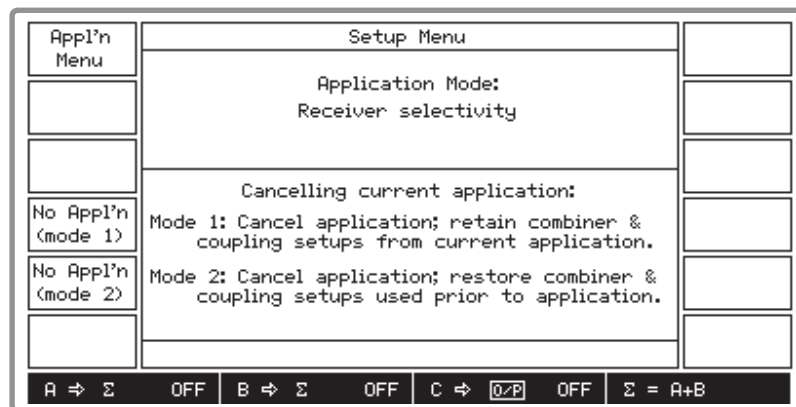 Appl'n
Menu
Setup Menu
Application Mode:
Receiver selectivity
Cancelling current application:
No Appl'n
(mode 1)
Mode 1: Cancel application; retain combiner &
coupling setups from current application.
No Appl'n
(mode 2)
Mode 2: Cancel application; restore combiner &
coupling setups used prior to application.
A ⇨ Σ OFF B ⇨ Σ OFF C ⇨ O/P OFF Σ = A+B